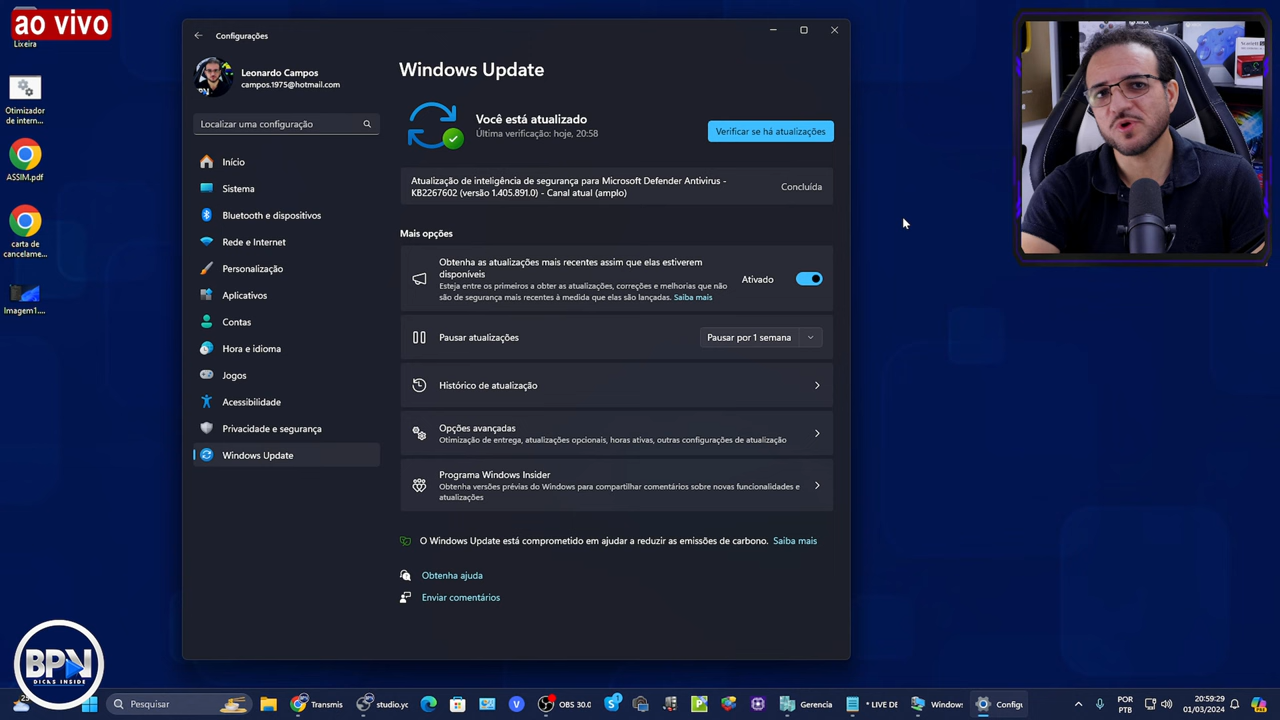 ao vivo
Lixeira
Otimizador
de intern...
ASSIM.pdf
carta de
cancelame...
Imagem1....
Configurações
Leonardo Campos
campos.1975@hotmail.com
Localizar uma configuração
Início
Sistema
Bluetooth e dispositivos
Rede e Internet
Personalização
Aplicativos
Contas
Hora e idioma
Jogos
Acessibilidade
Privacidade e segurança
Windows Update
Windows Update
Você está atualizado
Última verificação: hoje, 20:58
Verificar se há atualizações
Atualização de inteligência de segurança para Microsoft Defender Antivirus -
KB2267602 (versão 1.405.891.0) - Canal atual (amplo)
Concluída
Mais opções
Obtenha as atualizações mais recentes assim que elas estiverem
disponíveis
Esteja entre os primeiros a obter as atualizações, correções e melhorias que não
são de segurança mais recentes à medida que elas são lançadas. Saiba mais
Ativado
Pausar atualizações
Pausar por 1 semana
Histórico de atualização
Opções avançadas
Otimização de entrega, atualizações opcionais, horas ativas, outras configurações de atualização
Programa Windows Insider
Obtenha versões prévias do Windows para compartilhar comentários sobre novas funcionalidades e
atualizações
O Windows Update está comprometido em ajudar a reduzir as emissões de carbono. Saiba mais
Obtenha ajuda
Enviar comentários
BPN
DICAS INSIDE
Pesquisar
Transmis
studio.yc
OBS 30.0
Gerencia
* LIVE DE
Window:
Configu
POR
PTB
20:59:29
01/03/2024